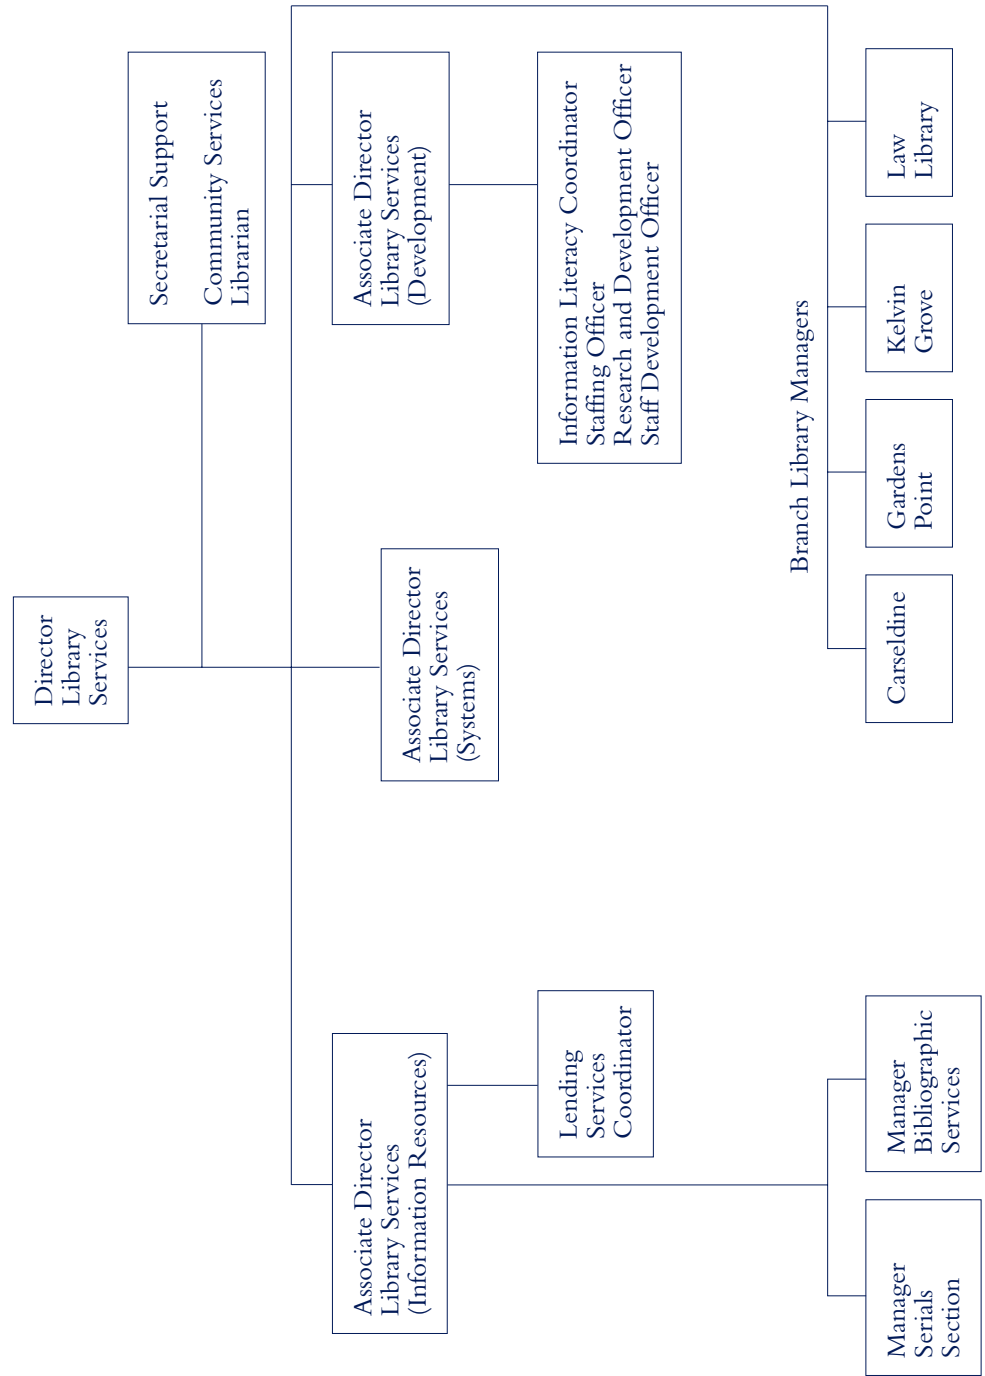 Director
Library
Services
Secretarial Support
Community Services
Librarian
Associate Director
Library Services
(Information Resources)
Associate Director
Library Services
(Systems)
Associate Director
Library Services
(Development)
Lending
Services
Coordinator
Information Literacy Coordinator
Staffing Officer
Research and Development Officer
Staff Development Officer
Branch Library Managers
Manager
Serials
Section
Manager
Bibliographic
Services
Carseldine
Gardens
Point
Kelvin
Grove
Law
Library